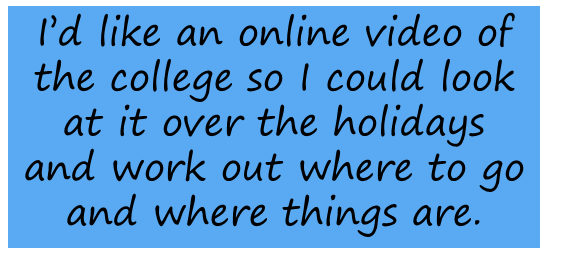 I’d like an online video of
the college so I could look
at it over the holidays
and work out where to go
and where things are.